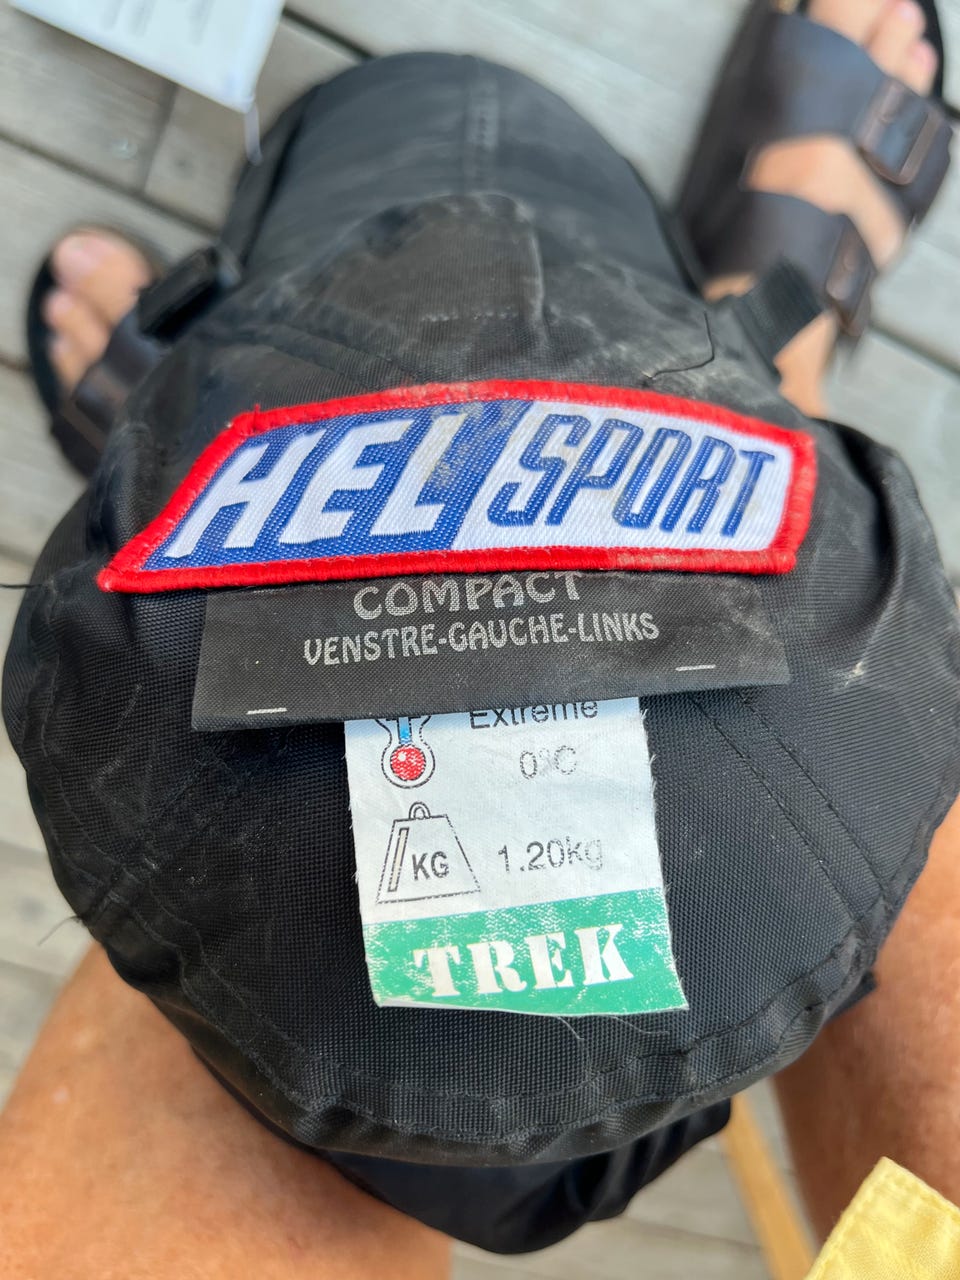 HELSPORT
COMPACT
VENSTRE-GAUCHE-LINKS
Extreme
0°C
KG 1.20kg
TREK